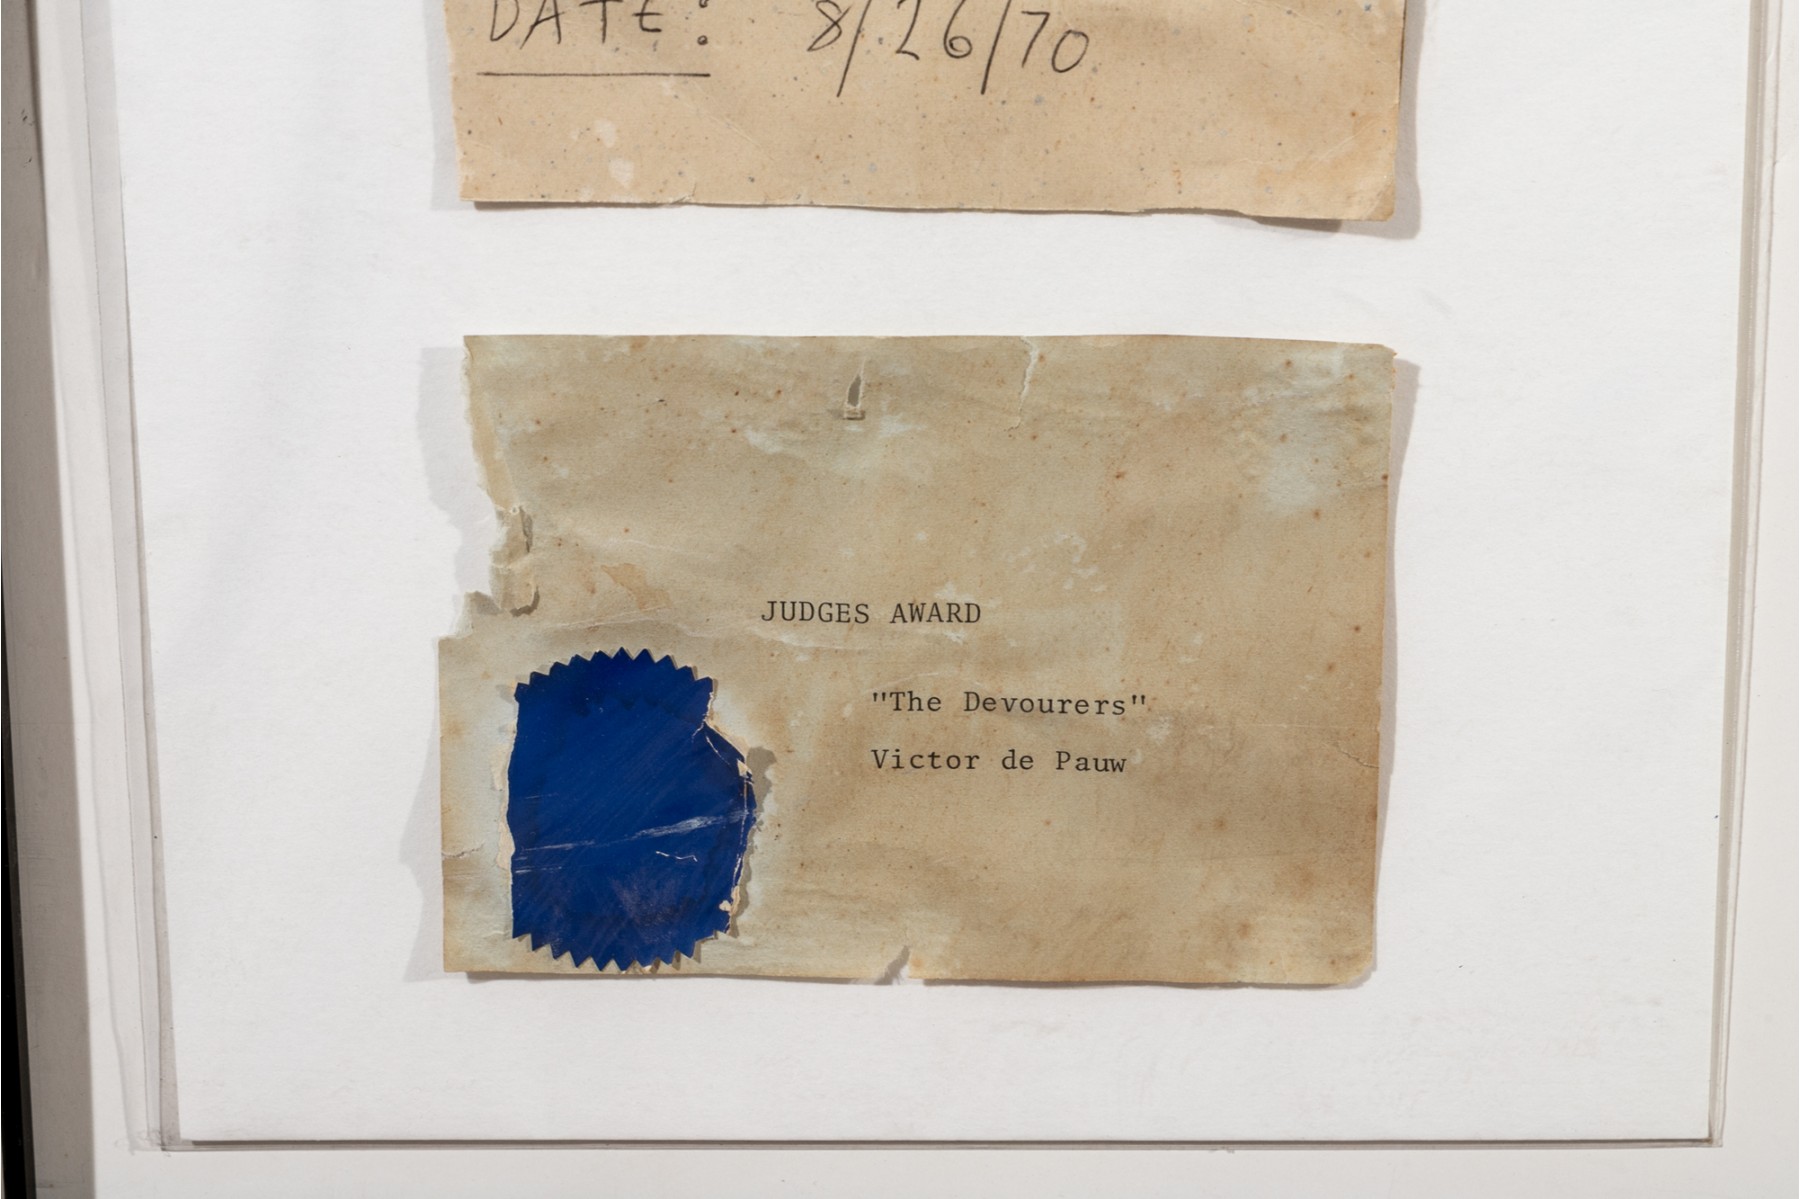 DATE: 8/26/70
JUDGES AWARD
"The Devourers"
Victor de Pauw